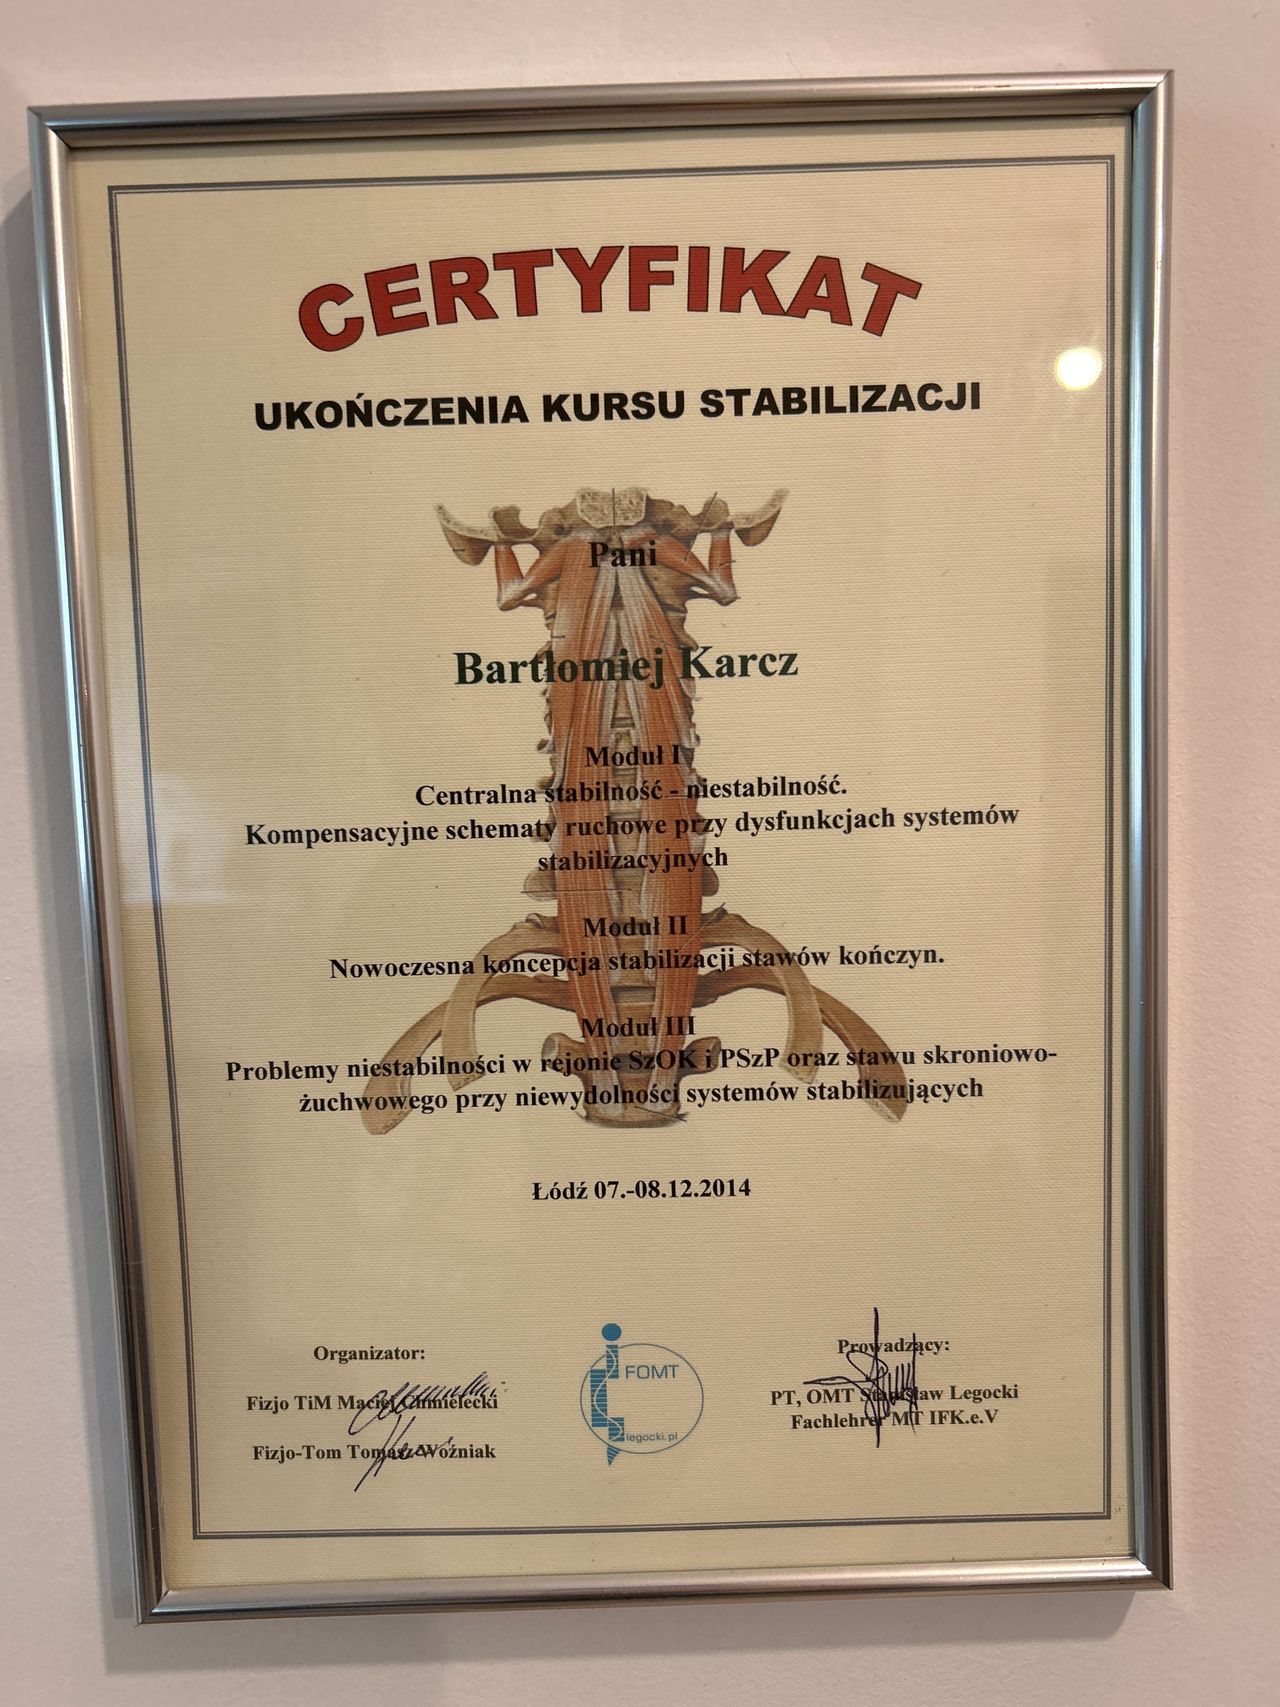 CERTYFIKAT
UKOŃCZENIA KURSU STABILIZACJI
Pani
Bartłomiej Karcz
Moduł I
Centralna stabilność - niestabilność.
Kompensacyjne schematy ruchowe przy dysfunkcjach systemów
stabilizacyjnych
Moduł II
Nowoczesna koncepcja stabilizacji stawów kończyn.
Moduł III
Problemy niestabilności w rejonie SzOK i PSzP oraz stawu skroniowo-
żuchwowego przy niewydolności systemów stabilizujących
Łódź 07.-08.12.2014
Organizator:
Fizjo TiM Maciej Chmielecki
Fizjo-Tom Tomasz Woźniak
FOMT
legocki.pl
Prowadzący:
PT, OMT Stanisław Legocki
Fachlehrer MT IFK.e.V